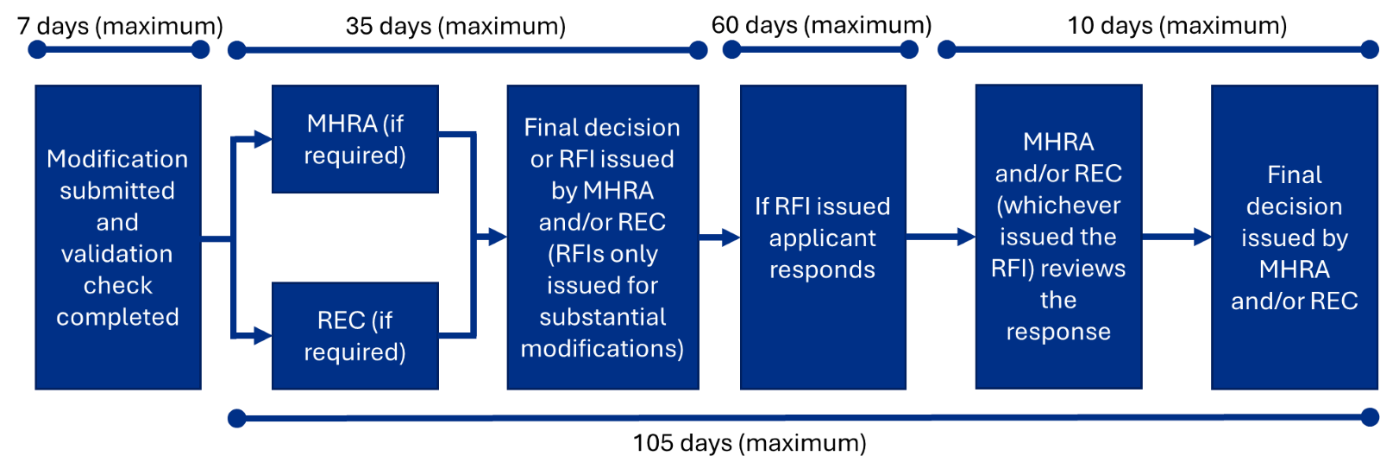 7 days (maximum)
35 days (maximum)
60 days (maximum)
10 days (maximum)
Modification
submitted
and
validation
check
completed
MHRA (if
required)
REC (if
required)
Final decision
or RFI issued
by MHRA
and/or REC
(RFIs only
issued for
substantial
modifications)
If RFI issued
applicant
responds
MHRA
and/or REC
(whichever
issued the
RFI) reviews
the
response
Final
decision
issued by
MHRA
and/or REC
105 days (maximum)